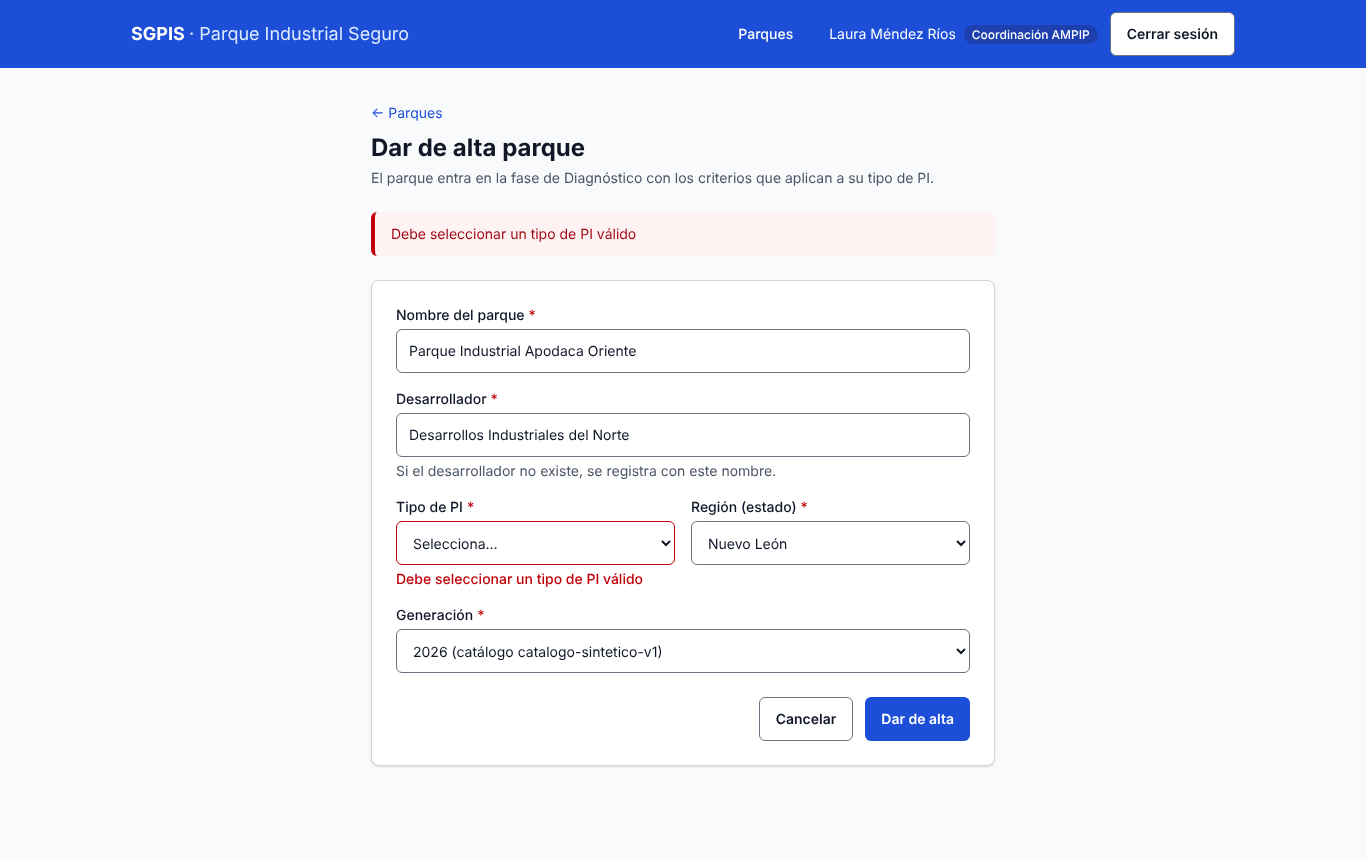 SGPIS · Parque Industrial Seguro
Parques
Laura Méndez Ríos
Coordinación AMPIP
Cerrar sesión
← Parques
Dar de alta parque
El parque entra en la fase de Diagnóstico con los criterios que aplican a su tipo de PI.
Debe seleccionar un tipo de PI válido
Nombre del parque *
Parque Industrial Apodaca Oriente
Desarrollador *
Desarrollos Industriales del Norte
Si el desarrollador no existe, se registra con este nombre.
Tipo de PI *
Selecciona...
Debe seleccionar un tipo de PI válido
Región (estado) *
Nuevo León
Generación *
2026 (catálogo catalogo-sintetico-v1)
Cancelar
Dar de alta